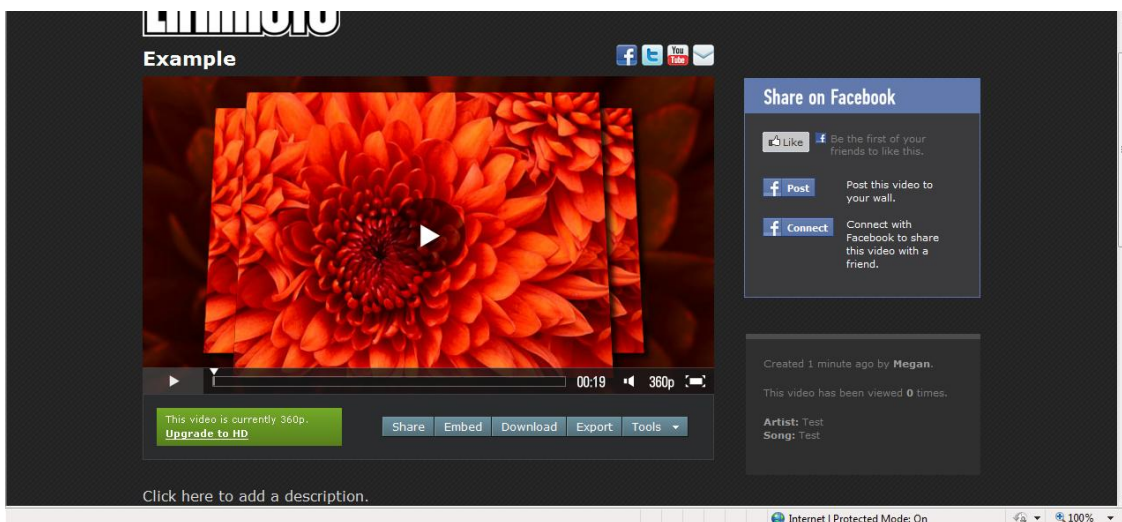 Example
You
Tube
Share on Facebook
Like
Be the first of your
friends to like this.
f Post
Post this video to
your wall.
f Connect
Connect with
Facebook to share
this video with a
friend.
00:19
360p
Created 1 minute ago by Megan.
This video has been viewed 0 times.
Artist: Test
Song: Test
This video is currently 360p.
Upgrade to HD
Share Embed Download Export Tools
Click here to add a description.
Internet | Protected Mode: On
100%